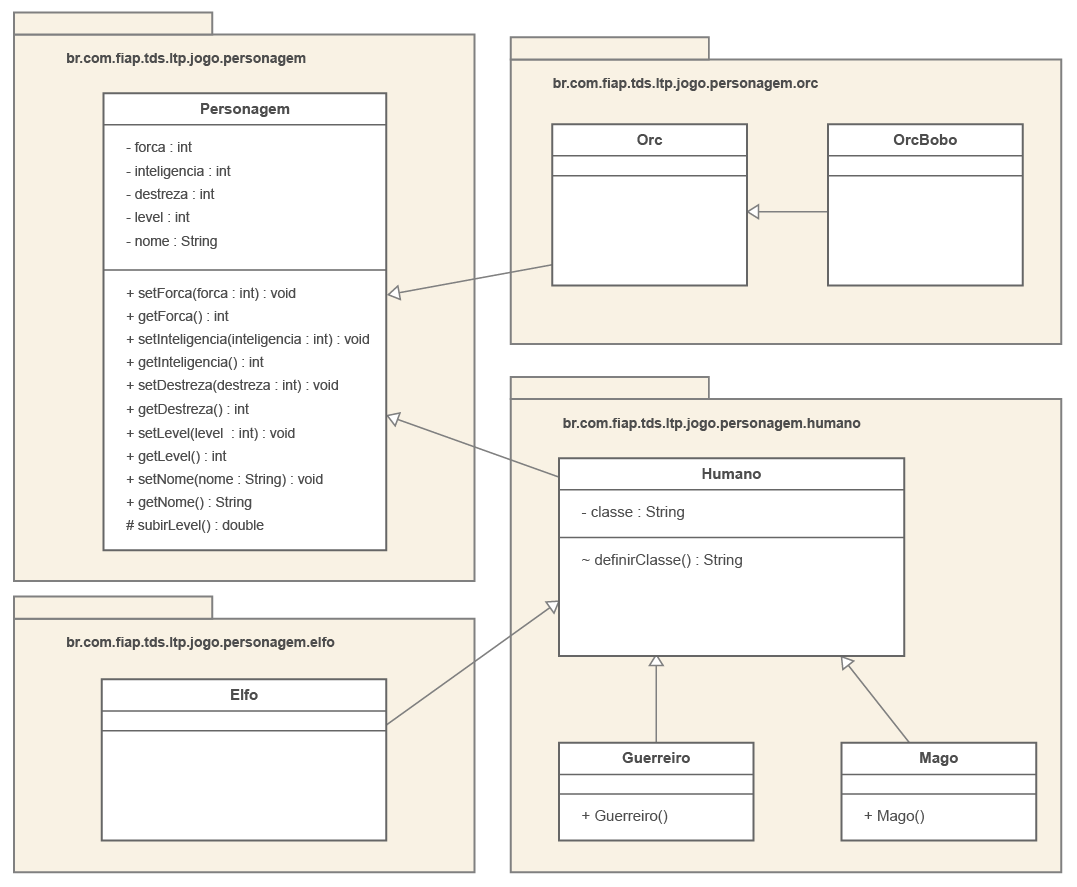 br.com.fiap.tds.ltp.jogo.personagem
Personagem
- forca : int
- inteligencia : int
- destreza : int
- level : int
- nome : String
+ setForca(forca : int) : void
+ getForca() : int
+ setInteligencia(inteligencia : int) : void
+ getInteligencia() : int
+ setDestreza(destreza : int) : void
+ getDestreza() : int
+ setLevel(level  : int) : void
+ getLevel() : int
+ setNome(nome : String) : void
+ getNome() : String
# subirLevel() : double
br.com.fiap.tds.ltp.jogo.personagem.orc
Orc
OrcBobo
br.com.fiap.tds.ltp.jogo.personagem.humano
Humano
- classe : String
~ definirClasse() : String
Guerreiro
+ Guerreiro()
Mago
+ Mago()
br.com.fiap.tds.ltp.jogo.personagem.elfo
Elfo